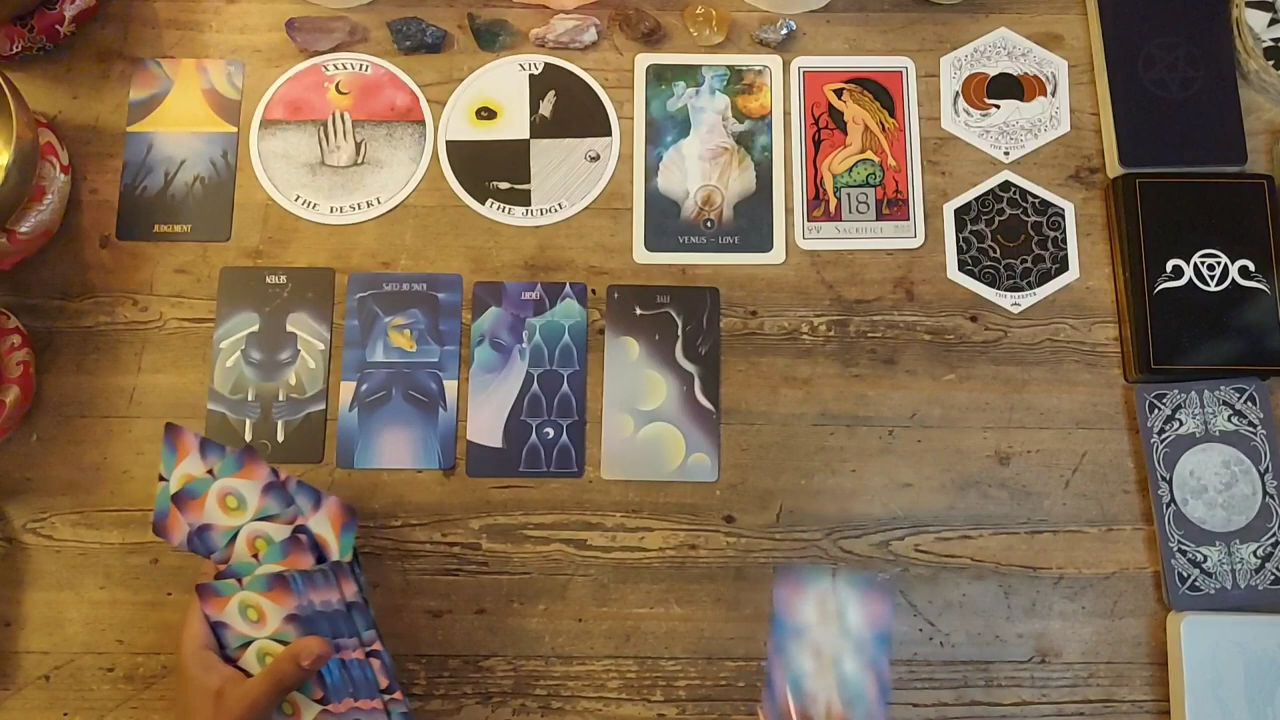 JUDGEMENT
XXXVII
THE DESERT
XIV
THE JUDGE
VENUS ~ LOVE
18
SACRIFICE
THE WITCH
THE SLEEPER
SEVEN
KING OF CUPS
EIGHT
FIVE